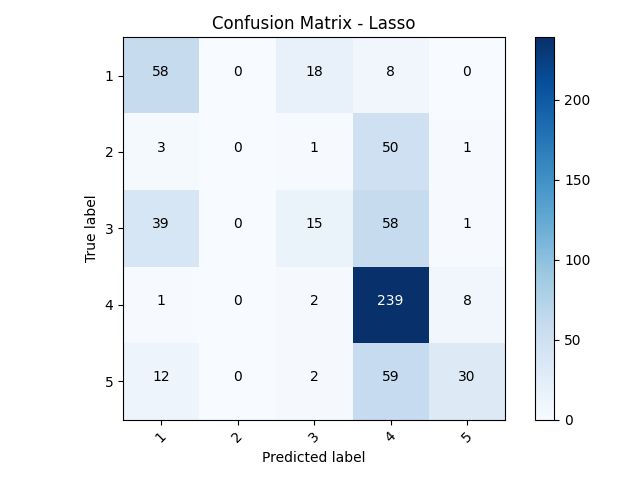 Confusion Matrix - Lasso
1 58 0 18 8 0
2 3 0 1 50 1
3 39 0 15 58 1
4 1 0 2 239 8
5 12 0 2 59 30
1 2 3 4 5
True label
Predicted label
200
150
100
50
0